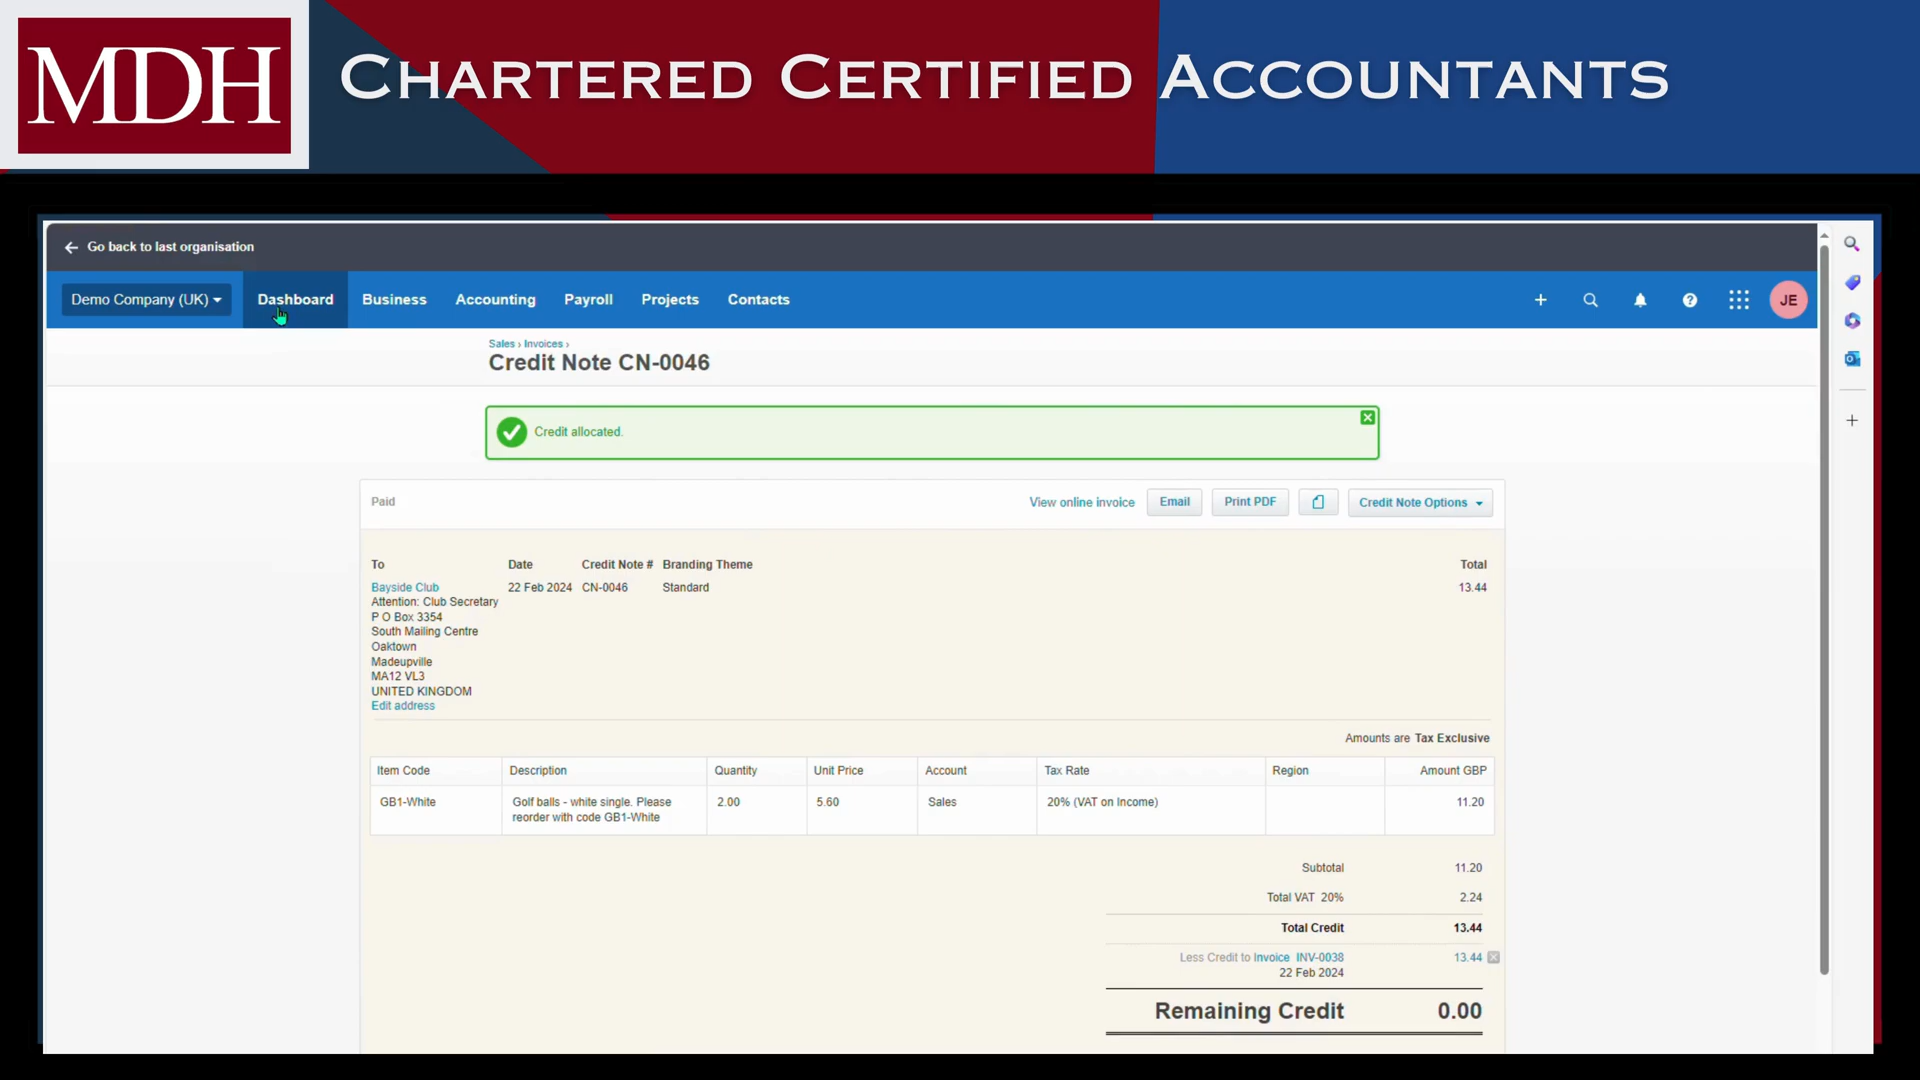 MDH
CHARTERED CERTIFIED ACCOUNTANTS
Go back to last organisation
Demo Company (UK) Dashboard Business Accounting Payroll Projects Contacts
JE
Sales › Invoices ›
Credit Note CN-0046
Credit allocated.
Paid View online invoice Email Print PDF Credit Note Options
To Date Credit Note # Branding Theme Total
Bayside Club 22 Feb 2024 CN-0046 Standard 13.44
Attention: Club Secretary
P O Box 3354
South Mailing Centre
Oaktown
Madeupville
MA12 VL3
UNITED KINGDOM
Edit address
Amounts are Tax Exclusive
Item Code Description Quantity Unit Price Account Tax Rate Region Amount GBP
GB1-White Golf balls - white single. Please 2.00 5.60 Sales 20% (VAT on Income) 11.20
reorder with code GB1-White
Subtotal 11.20
Total VAT 20% 2.24
Total Credit 13.44
Less Credit to Invoice INV-0038 13.44
22 Feb 2024
Remaining Credit 0.00